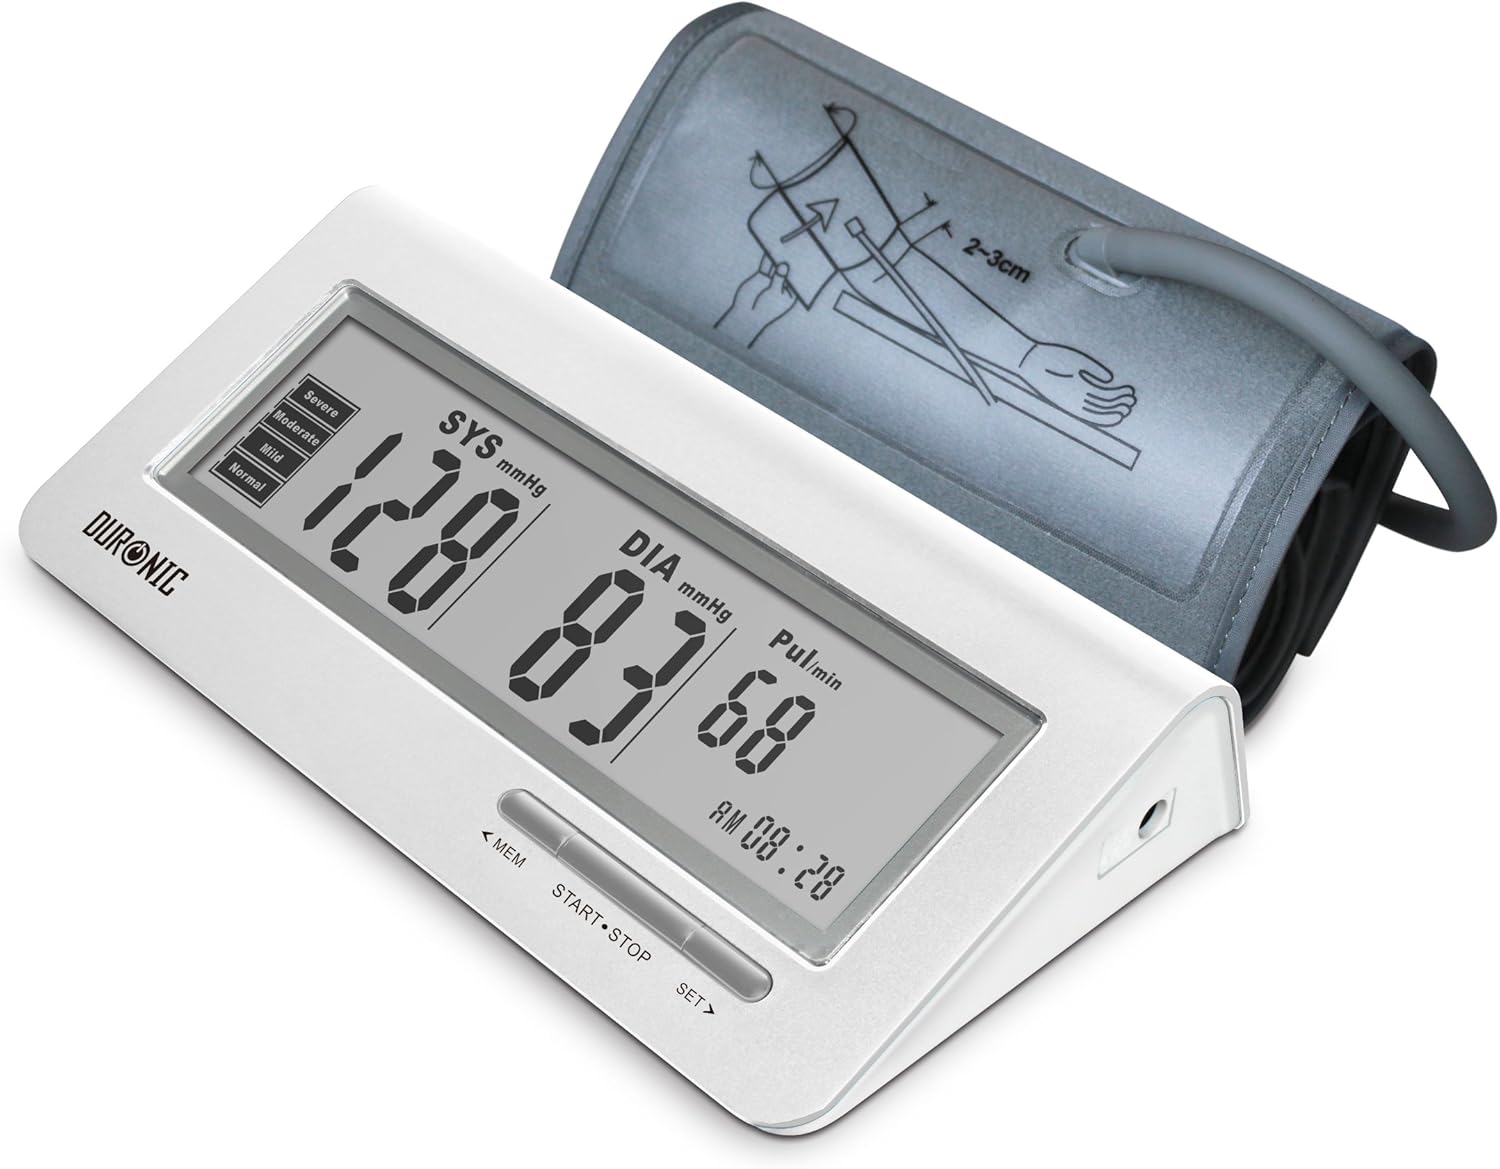 2~3cm
Severe
Moderate
Mild
Normal
SYS mmHg
128
DIA mmHg
83
Pul/min
68
AM 08:28
DURONIC
<MEM
START•STOP
SET>